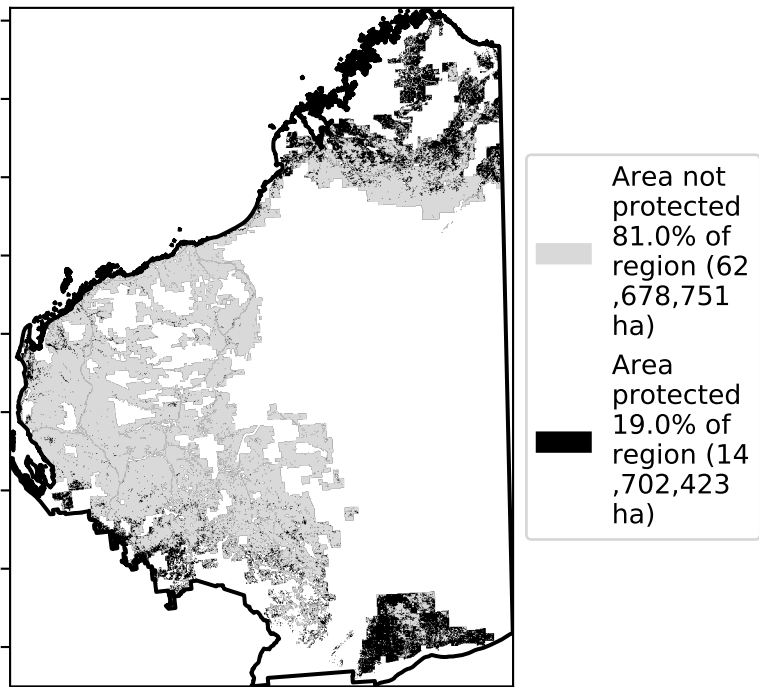 Area not
protected
81.0% of
region (62
,678,751
ha)
Area
protected
19.0% of
region (14
,702,423
ha)